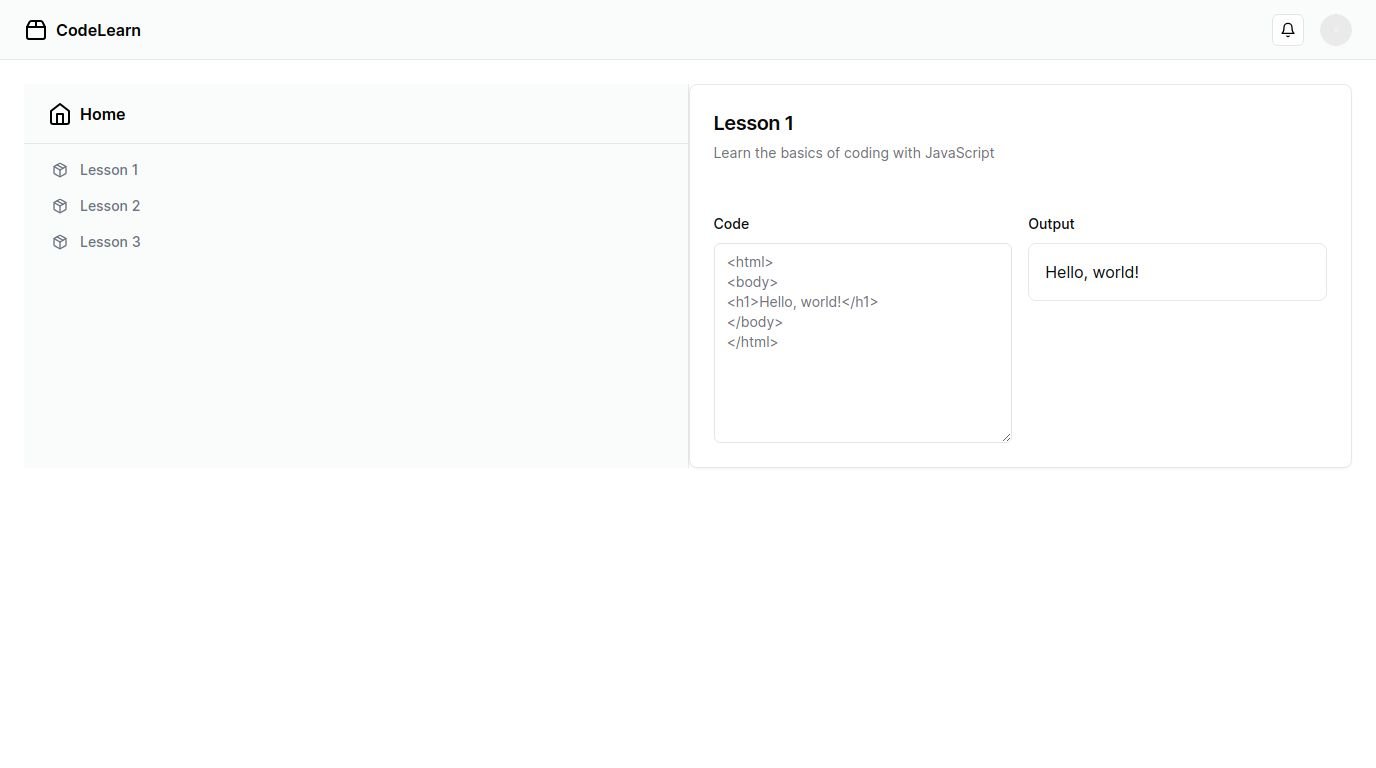 CodeLearn
Home
Lesson 1
Lesson 2
Lesson 3
Lesson 1
Learn the basics of coding with JavaScript
Code
<html>
<body>
<h1>Hello, world!</h1>
</body>
</html>
Output
Hello, world!